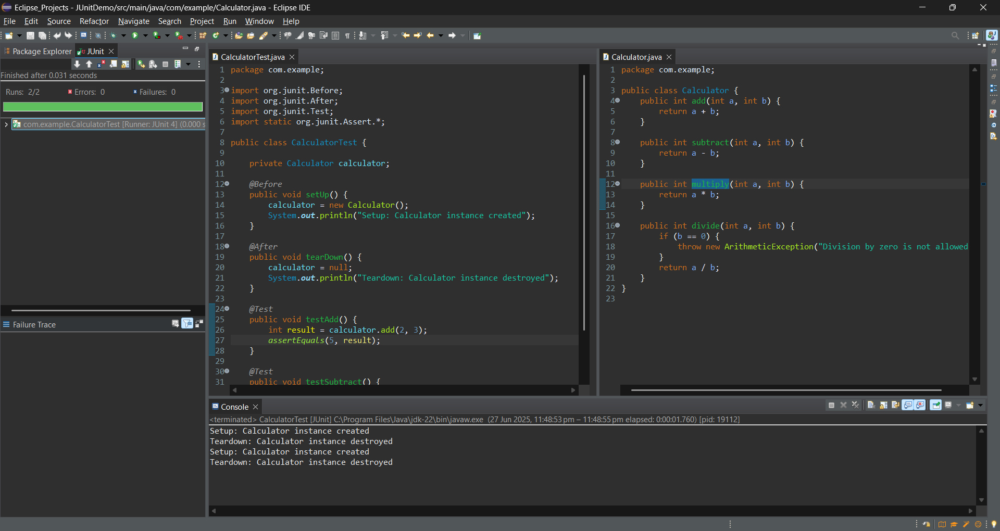 Eclipse_Projects - JUnitDemo/src/main/java/com/example/Calculator.java - Eclipse IDE
File Edit Source Refactor Navigate Search Project Run Window Help
Package Explorer JUnit
Finished after 0.031 seconds
Runs: 2/2 Errors: 0 Failures: 0
com.example.CalculatorTest [Runner: JUnit 4] (0.000 s
Failure Trace
CalculatorTest.java
1 package com.example;
2
3 import org.junit.Before;
4 import org.junit.After;
5 import org.junit.Test;
6 import static org.junit.Assert.*;
7
8 public class CalculatorTest {
9
10 private Calculator calculator;
11
12 @Before
13 public void setUp() {
14 calculator = new Calculator();
15 System.out.println("Setup: Calculator instance created");
16 }
17
18 @After
19 public void tearDown() {
20 calculator = null;
21 System.out.println("Teardown: Calculator instance destroyed");
22 }
23
24 @Test
25 public void testAdd() {
26 int result = calculator.add(2, 3);
27 assertEquals(5, result);
28 }
29
30 @Test
31 public void testSubtract() {
Calculator.java
1 package com.example;
2
3 public class Calculator {
4 public int add(int a, int b) {
5 return a + b;
6 }
7
8 public int subtract(int a, int b) {
9 return a - b;
10 }
11
12 public int multiply(int a, int b) {
13 return a * b;
14 }
15
16 public int divide(int a, int b) {
17 if (b == 0) {
18 throw new ArithmeticException("Division by zero is not allowed
19 }
20 return a / b;
21 }
22 }
23
Console
<terminated> CalculatorTest [JUnit] C:\Program Files\Java\jdk-22\bin\javaw.exe (27 Jun 2025, 11:48:53 pm – 11:48:55 pm elapsed: 0:00:01.760) [pid: 19112]
Setup: Calculator instance created
Teardown: Calculator instance destroyed
Setup: Calculator instance created
Teardown: Calculator instance destroyed